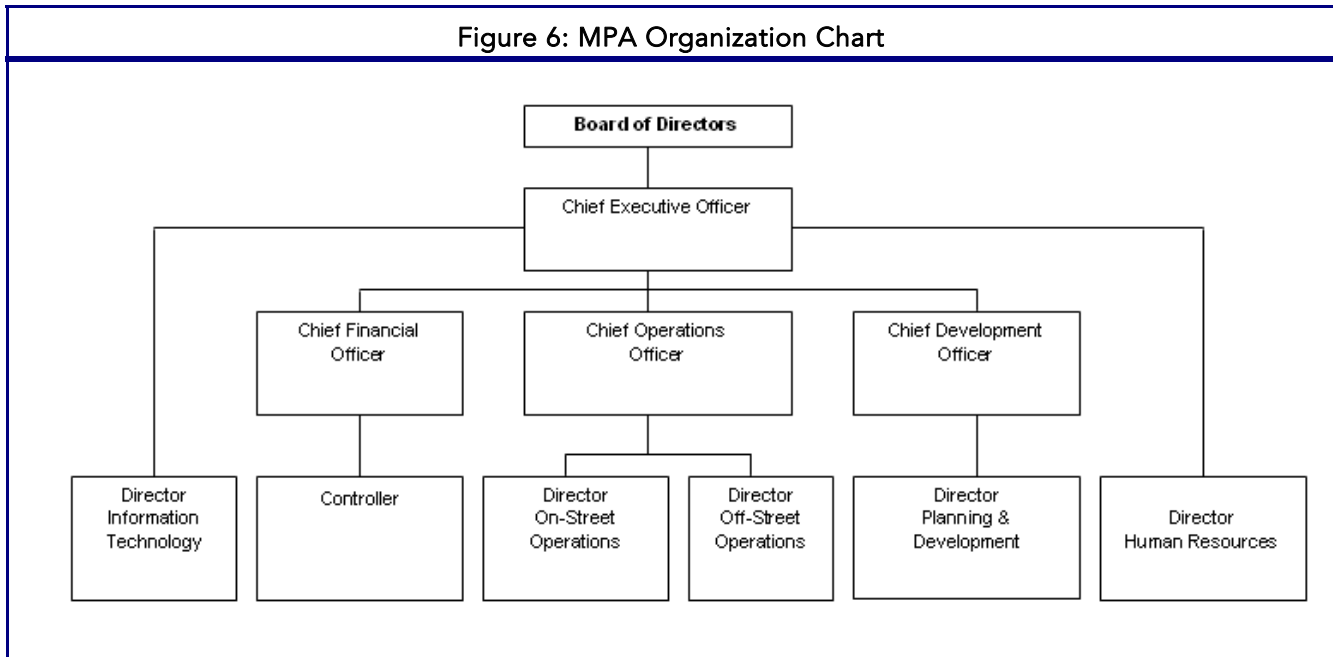 Figure 6: MPA Organization Chart
Board of Directors
Chief Executive Officer
Chief Financial
Officer
Chief Operations
Officer
Chief Development
Officer
Director
Information
Technology
Controller
Director
On-Street
Operations
Director
Off-Street
Operations
Director
Planning &
Development
Director
Human Resources